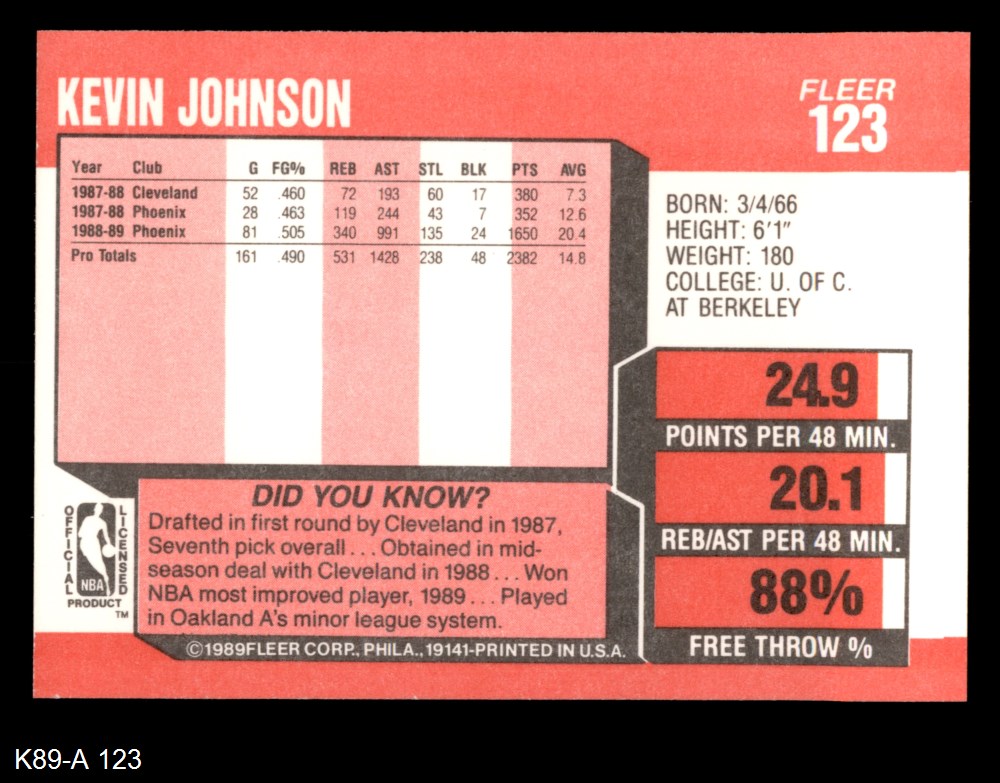 KEVIN JOHNSON
FLEER
123
Year Club G FG% REB AST STL BLK PTS AVG
1987-88 Cleveland 52 .460 72 193 60 17 380 7.3
1987-88 Phoenix 28 .463 119 244 43 7 352 12.6
1988-89 Phoenix 81 .505 340 991 135 24 1650 20.4
Pro Totals 161 .490 531 1428 238 48 2382 14.8
BORN: 3/4/66
HEIGHT: 6'1"
WEIGHT: 180
COLLEGE: U. OF C.
AT BERKELEY
24.9
POINTS PER 48 MIN.
20.1
REB/AST PER 48 MIN.
88%
FREE THROW %
DID YOU KNOW?
Drafted in first round by Cleveland in 1987,
Seventh pick overall . . . Obtained in mid-
season deal with Cleveland in 1988 . . . Won
NBA most improved player, 1989 . . . Played
in Oakland A's minor league system.
OFFICIAL
LICENSED
NBA
PRODUCT
TM
©1989FLEER CORP., PHILA., 19141-PRINTED IN U.S.A.
K89-A 123